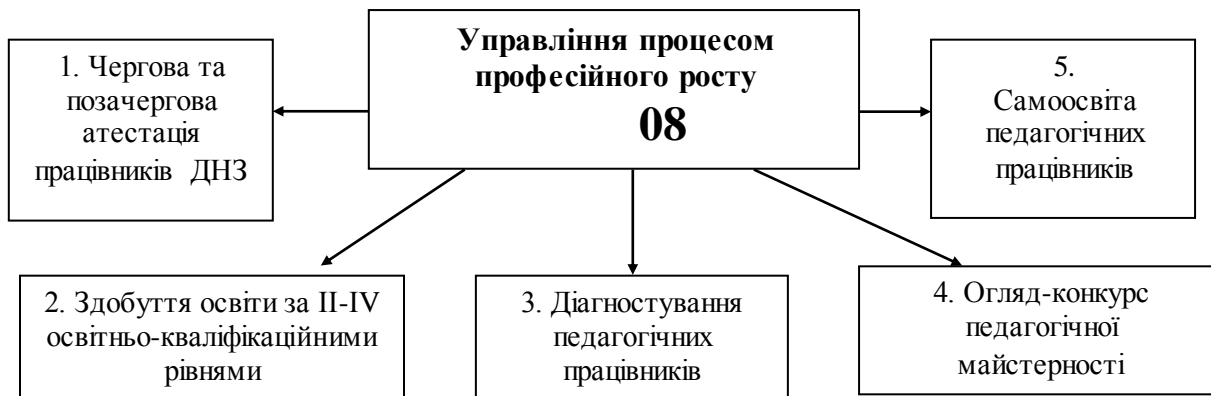 Управління процесом
професійного росту
08
1. Чергова та
позачергова
атестація
працівників ДНЗ
5.
Самоосвіта
педагогічних
працівників
2. Здобуття освіти за ІІ-ІV
освітньо-кваліфікаційними
рівнями
3. Діагностування
педагогічних
працівників
4. Огляд-конкурс
педагогічної
майстерності